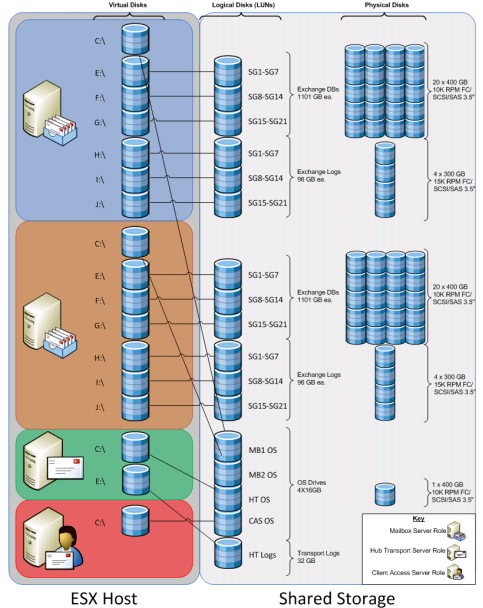 Virtual Disks
Logical Disks (LUNs)
Physical Disks
C:\
E:\
SG1-SG7
F:\
SG8-SG14
Exchange DBs
1101 GB ea.
20 x 400 GB
10K RPM FC/
SCSI/SAS 3.5"
G:\
SG15-SG21
H:\
SG1-SG7
I:\
SG8-SG14
Exchange Logs
96 GB ea.
4 x 300 GB
15K RPM FC/
SCSI/SAS 3.5"
J:\
SG15-SG21
C:\
E:\
SG1-SG7
F:\
SG8-SG14
Exchange DBs
1101 GB ea.
20 x 400 GB
10K RPM FC/
SCSI/SAS 3.5"
G:\
SG15-SG21
H:\
SG1-SG7
I:\
SG8-SG14
Exchange Logs
96 GB ea.
4 x 300 GB
15K RPM FC/
SCSI/SAS 3.5"
J:\
SG15-SG21
C:\
MB1 OS
E:\
MB2 OS
OS Drives
4X16GB
HT OS
1 x 400 GB
10K RPM FC/
SCSI/SAS 3.5"
C:\
CAS OS
HT Logs
Transport Logs
32 GB
Key
Mailbox Server Role
Hub Transport Server Role
Client Access Server Role
ESX Host
Shared Storage